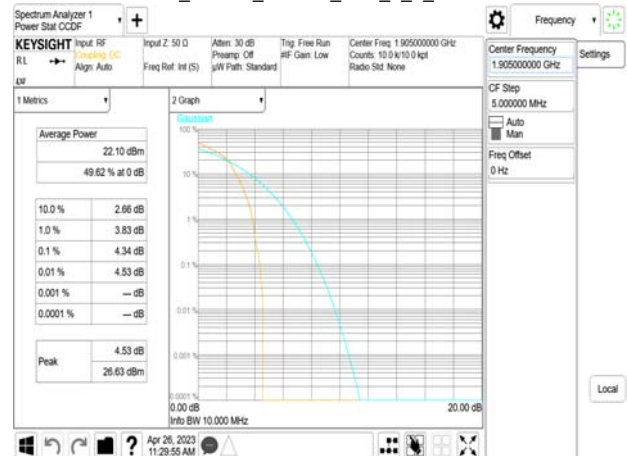 Spectrum Analyzer 1
Power Stat CCDF
+
Frequency
KEYSIGHT
Input: RF
Input Z: 50 Ω
Atten: 30 dB
Trig: Free Run
Center Freq: 1.905000000 GHz
RL
Coupling: DC
Preamp: Off
#IF Gain: Low
Counts: 10.0 k/10.0 kpt
Align: Auto
Freq Ref: Int (S)
µW Path: Standard
Radio Std: None
Center Frequency
1.905000000 GHz
Settings
CF Step
5.000000 MHz
Auto
Man
Freq Offset
0 Hz
1 Metrics
2 Graph
Average Power
22.10 dBm
49.62 % at 0 dB
10.0 % 2.66 dB
1.0 % 3.83 dB
0.1 % 4.34 dB
0.01 % 4.53 dB
0.001 % --- dB
0.0001 % --- dB
Peak
4.53 dB
26.63 dBm
Gaussian
100 %
10 %
1 %
0.1 %
0.01 %
0.001 %
0.0001 %
0.00 dB
20.00 dB
Info BW 10.000 MHz
Local
?
Apr 26, 2023
11:29:55 AM